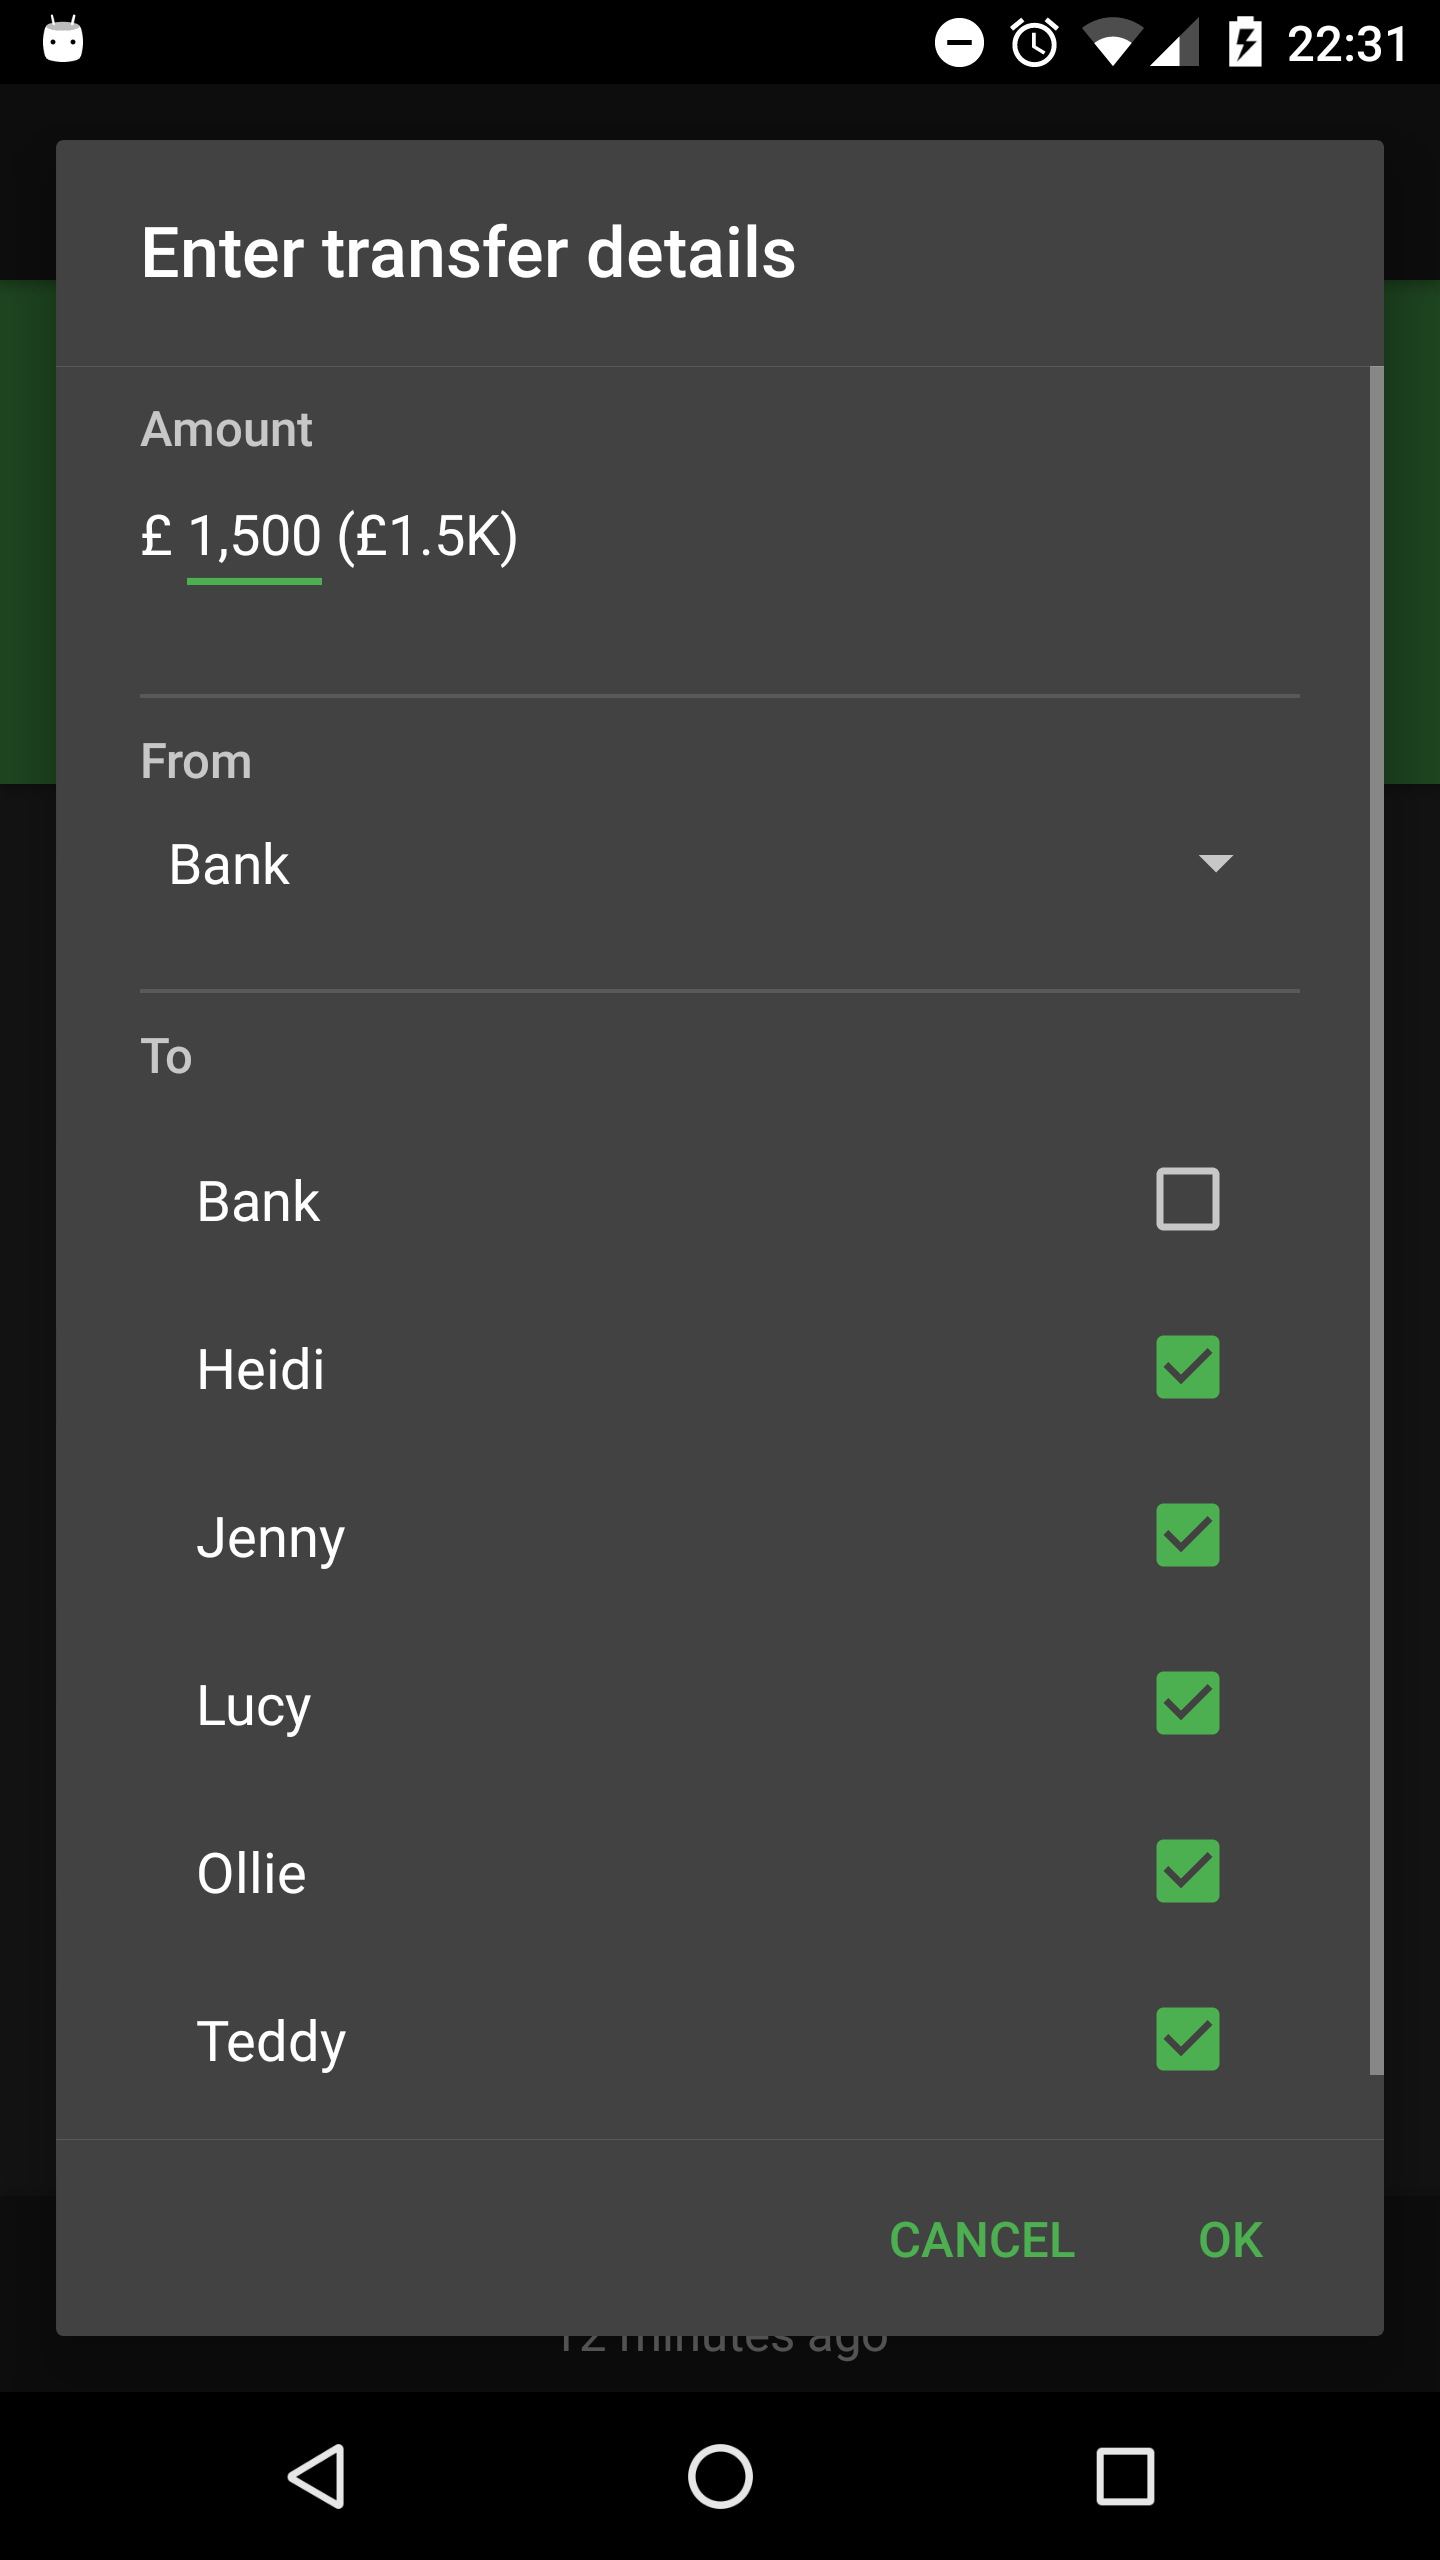 22:31
Enter transfer details
Amount
£ 1,500 (£1.5K)
From
Bank
To
Bank
Heidi
Jenny
Lucy
Ollie
Teddy
CANCEL OK
12 minutes ago